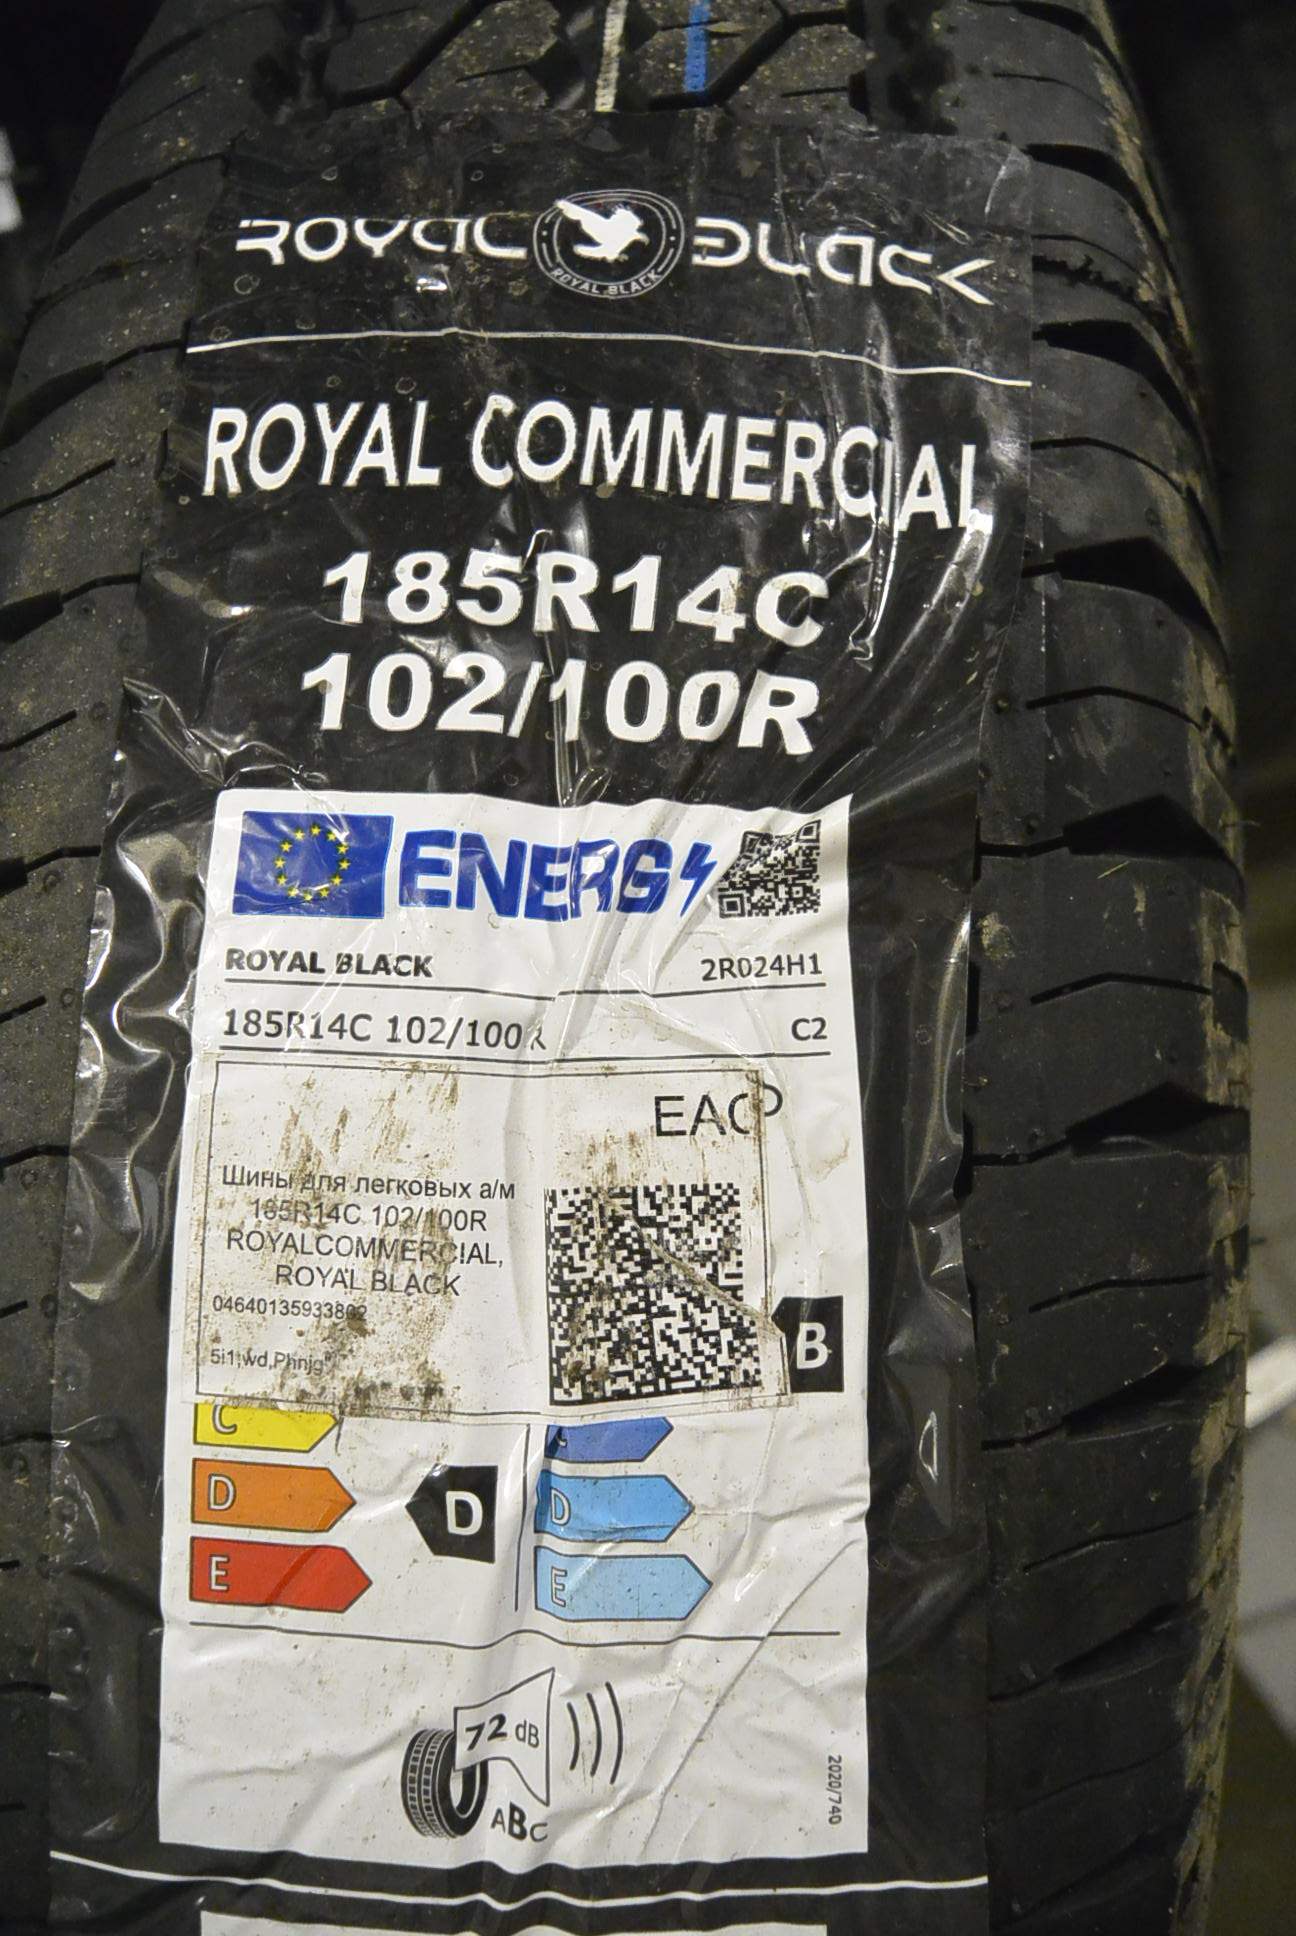 ROYAL BLACK
ROYAL BLACK
ROYAL COMMERCIAL
185R14C
102/100R
ENERG
ROYAL BLACK 2R024H1
185R14C 102/100 R C2
EAC
Шины для легковых а/м
185R14C 102/100R
ROYALCOMMERCIAL,
ROYAL BLACK
B
C C
D D D
E E
72 dB
ABC
2020/740